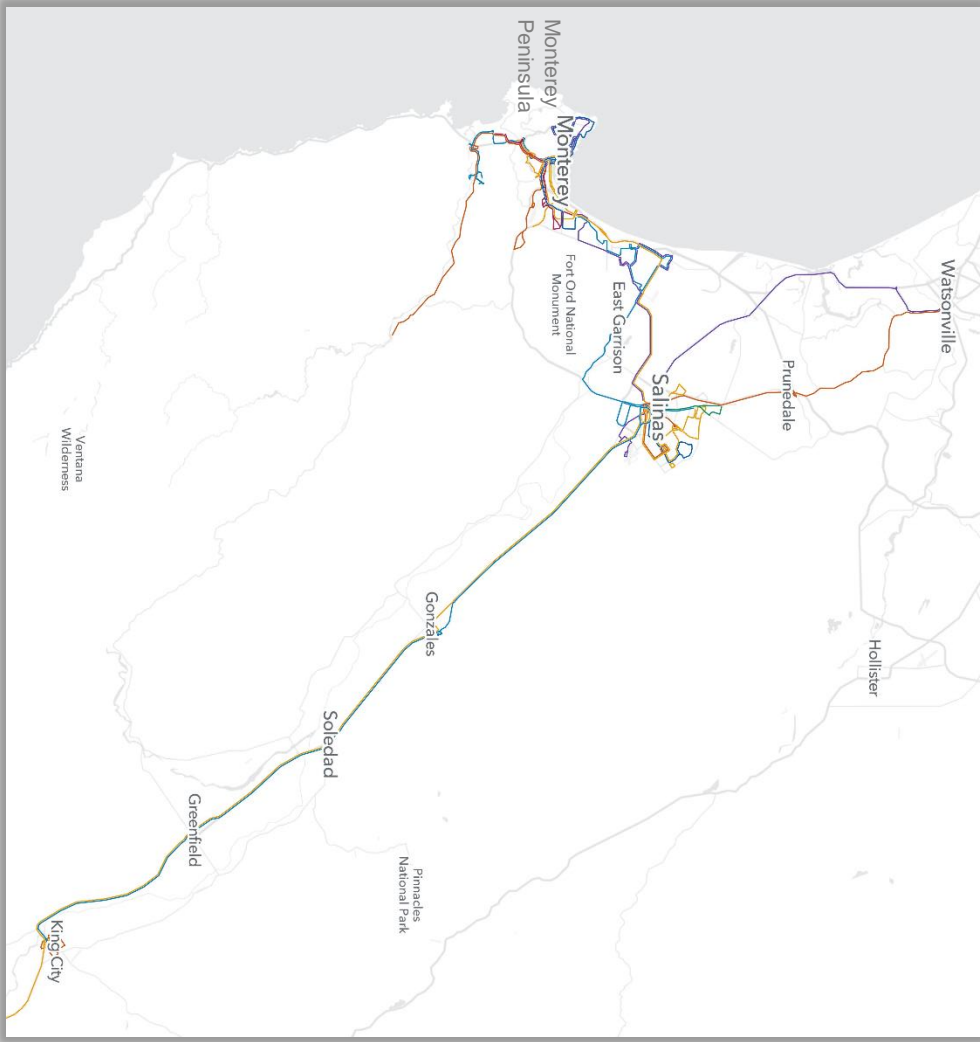 Watsonville
Hollister
Prunedale
Salinas
East Garrison
Fort Ord National
Monument
Monterey
Monterey
Peninsula
Gonzales
Pinnacles
National Park
Soledad
Greenfield
Ventana
Wilderness
King City